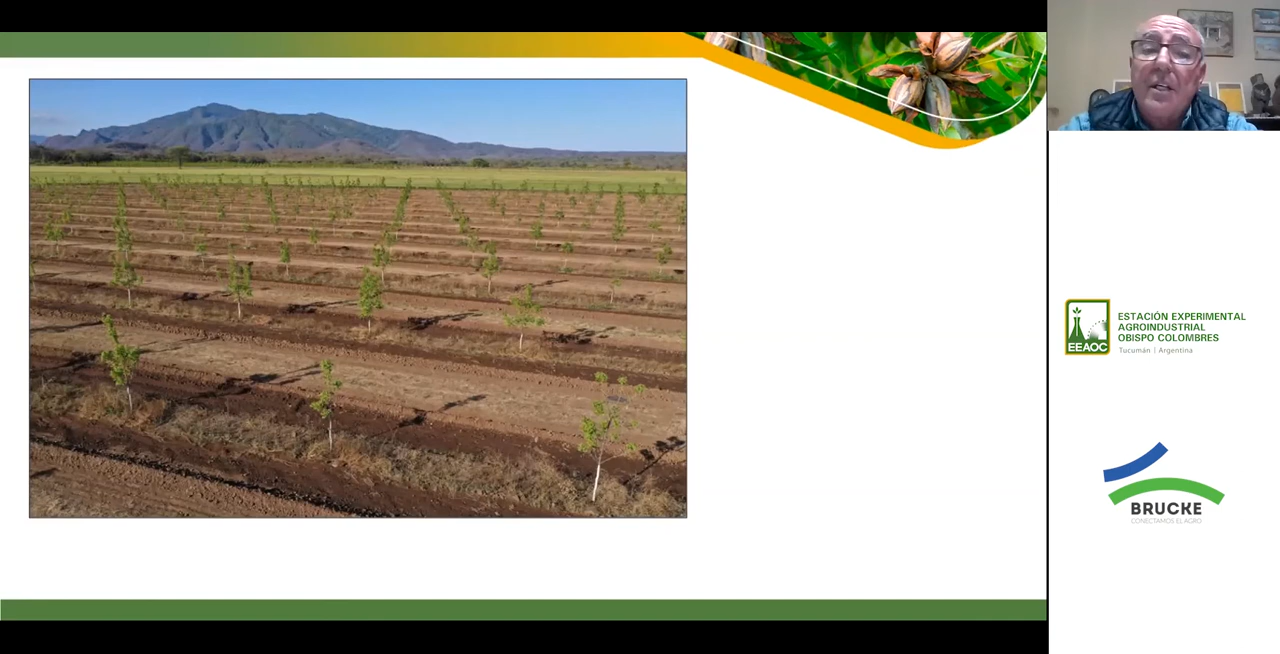 ESTACIÓN EXPERIMENTAL
AGROINDUSTRIAL
OBISPO COLOMBRES
EEAOC
Tucumán | Argentina
BRUCKE
CONECTAMOS EL AGRO